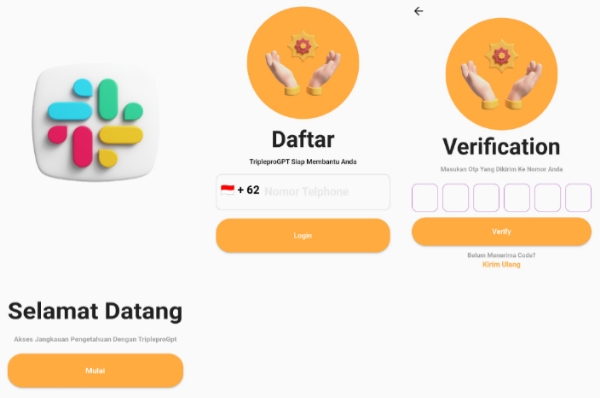 Selamat Datang
Akses Jangkauan Pengetahuan Dengan TripleproGpt
Mulai
Daftar
TripleproGPT Siap Membantu Anda
+ 62 Nomor Telphone
Login
Verification
Masukan Otp Yang Dikirim Ke Nomor Anda
Verify
Belum Menerima Code?
Kirim Ulang